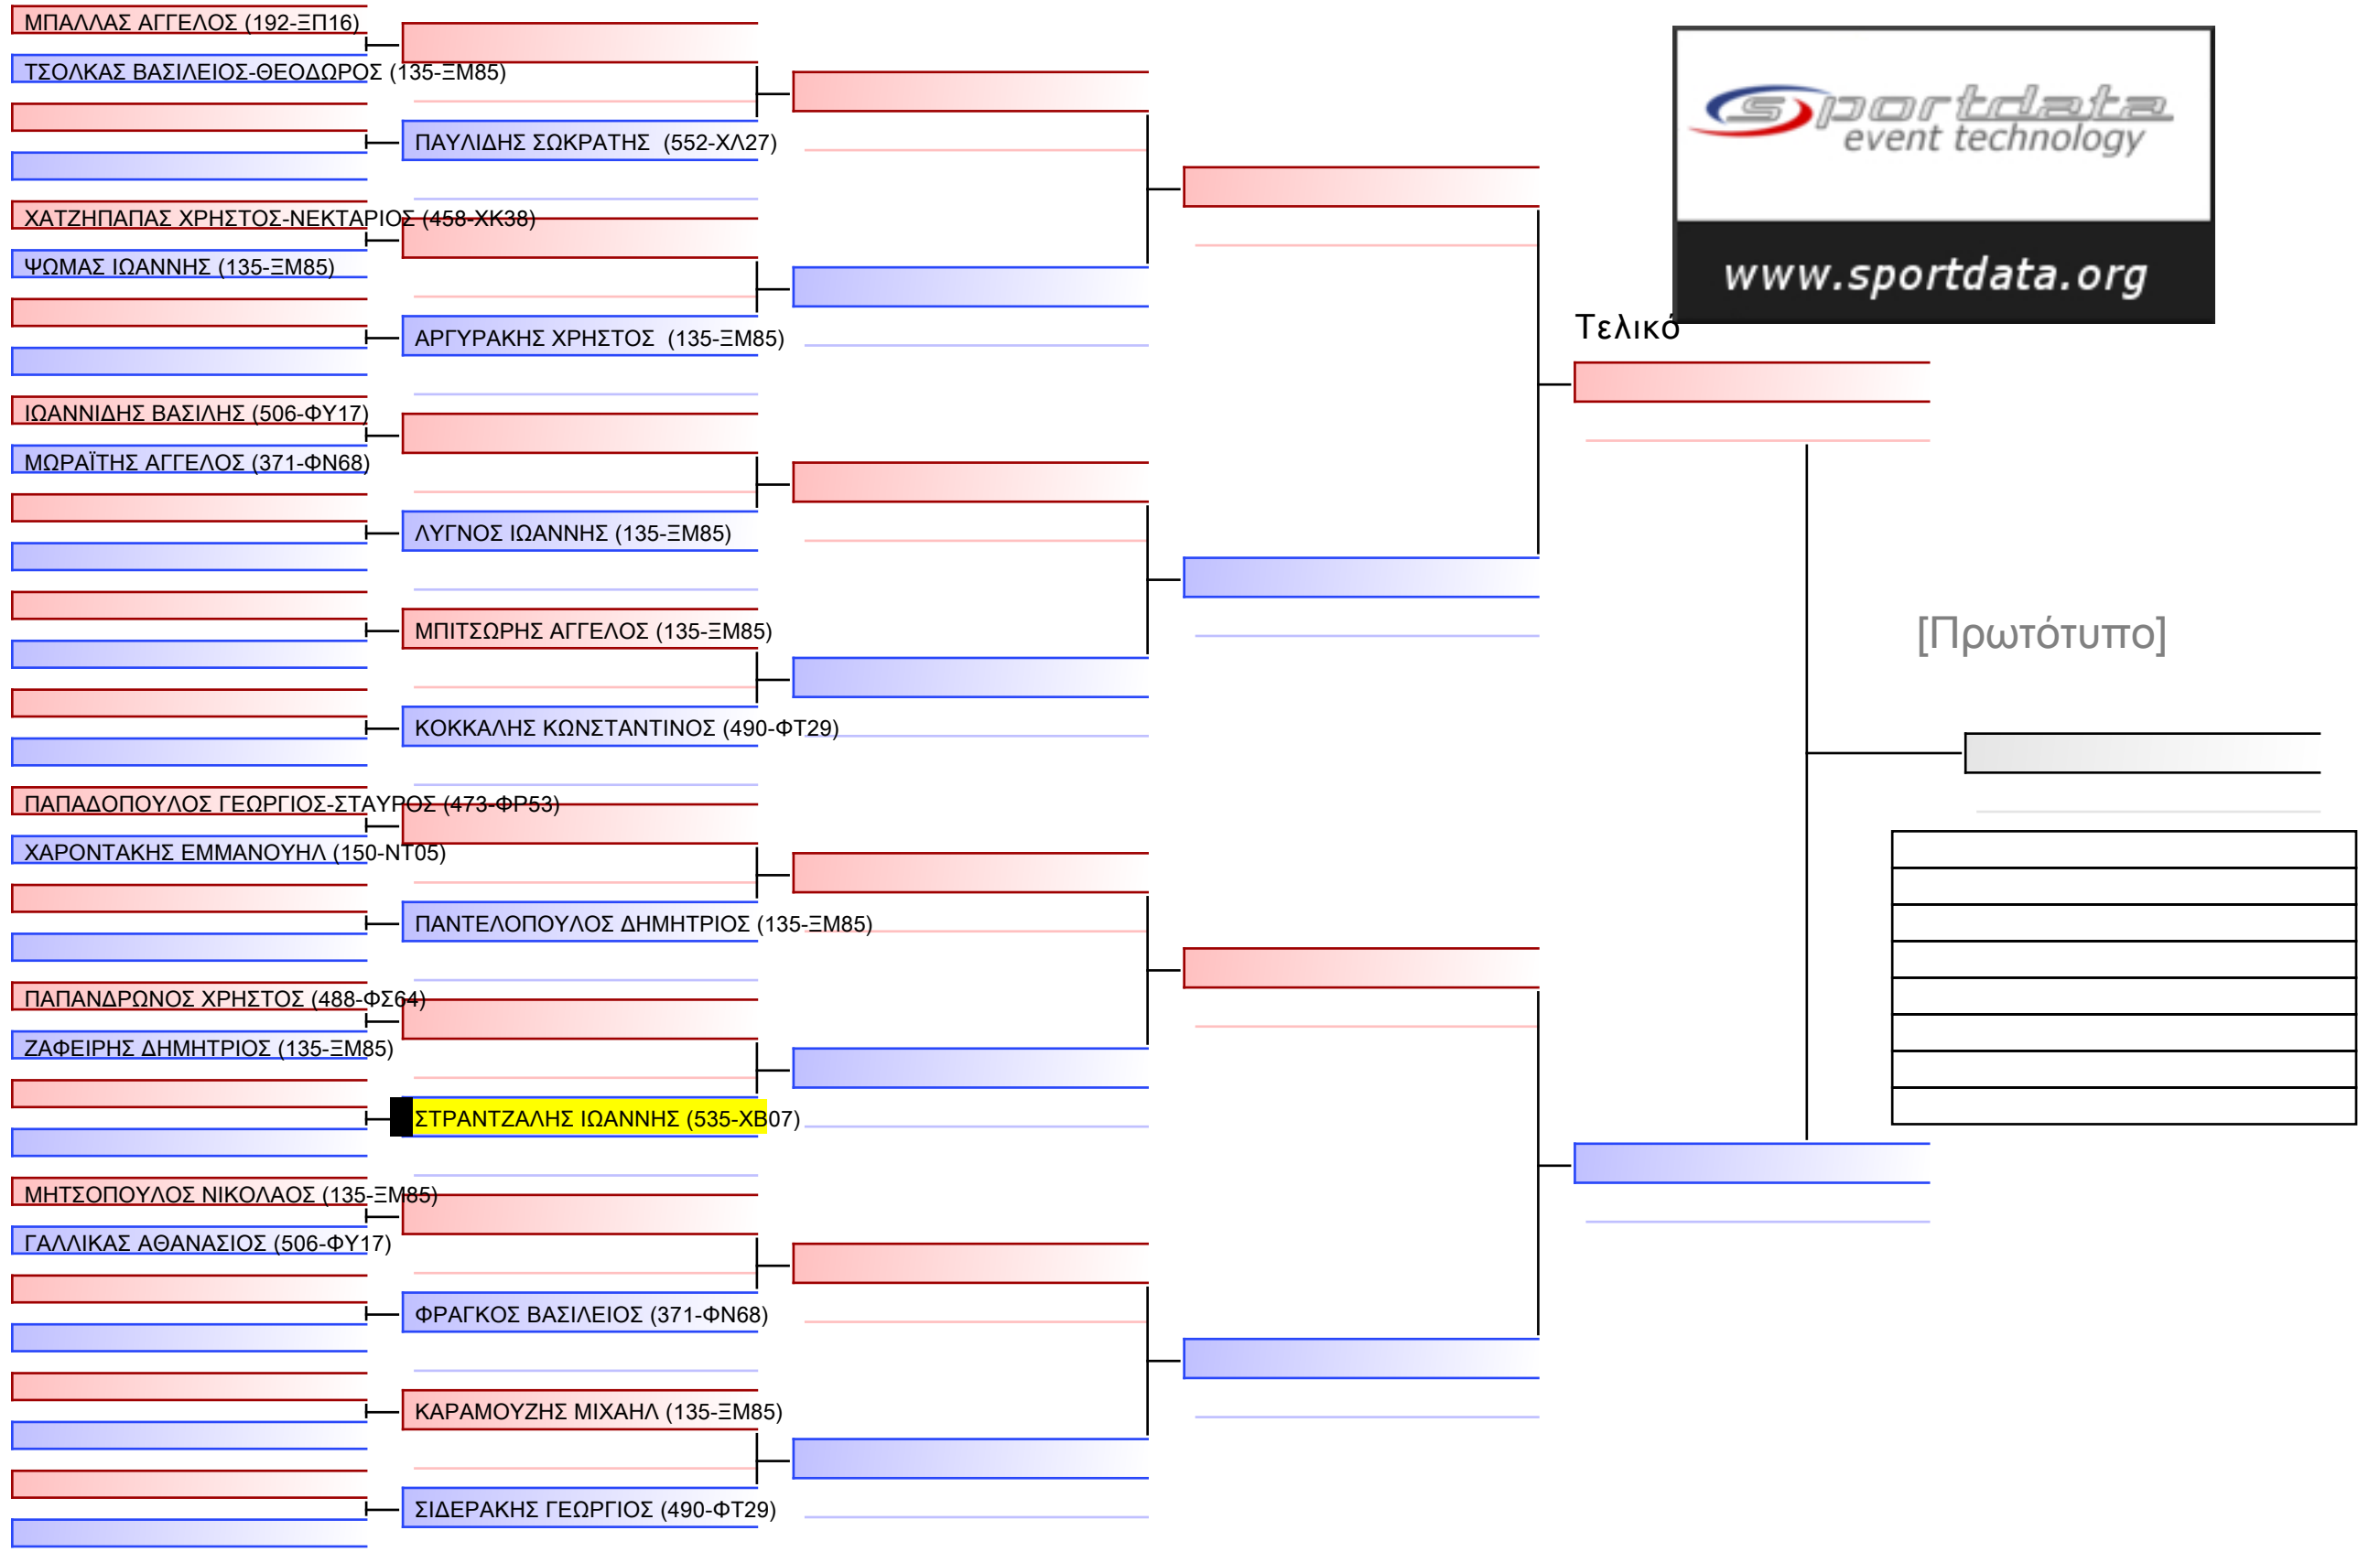 ΜΠΑΛΛΑΣ ΑΓΓΕΛΟΣ (192-ΞΠ16)
ΤΣΟΛΚΑΣ ΒΑΣΙΛΕΙΟΣ-ΘΕΟΔΩΡΟΣ (135-ΞΜ85)
ΠΑΥΛΙΔΗΣ ΣΩΚΡΑΤΗΣ (552-ΧΛ27)
ΧΑΤΖΗΠΑΠΑΣ ΧΡΗΣΤΟΣ-ΝΕΚΤΑΡΙΟΣ (458-ΧΚ38)
ΨΩΜΑΣ ΙΩΑΝΝΗΣ (135-ΞΜ85)
ΑΡΓΥΡΑΚΗΣ ΧΡΗΣΤΟΣ (135-ΞΜ85)
ΙΩΑΝΝΙΔΗΣ ΒΑΣΙΛΗΣ (506-ΦΥ17)
ΜΩΡΑΪΤΗΣ ΑΓΓΕΛΟΣ (371-ΦΝ68)
ΛΥΓΝΟΣ ΙΩΑΝΝΗΣ (135-ΞΜ85)
ΜΠΙΤΣΩΡΗΣ ΑΓΓΕΛΟΣ (135-ΞΜ85)
ΚΟΚΚΑΛΗΣ ΚΩΝΣΤΑΝΤΙΝΟΣ (490-ΦΤ29)
ΠΑΠΑΔΟΠΟΥΛΟΣ ΓΕΩΡΓΙΟΣ-ΣΤΑΥΡΟΣ (473-ΦΡ53)
ΧΑΡΟΝΤΑΚΗΣ ΕΜΜΑΝΟΥΗΛ (150-ΝΤ05)
ΠΑΝΤΕΛΟΠΟΥΛΟΣ ΔΗΜΗΤΡΙΟΣ (135-ΞΜ85)
ΠΑΠΑΝΔΡΩΝΟΣ ΧΡΗΣΤΟΣ (488-ΦΣ64)
ΖΑΦΕΙΡΗΣ ΔΗΜΗΤΡΙΟΣ (135-ΞΜ85)
ΣΤΡΑΝΤΖΑΛΗΣ ΙΩΑΝΝΗΣ (535-ΧΒ07)
ΜΗΤΣΟΠΟΥΛΟΣ ΝΙΚΟΛΑΟΣ (135-ΞΜ85)
ΓΑΛΛΙΚΑΣ ΑΘΑΝΑΣΙΟΣ (506-ΦΥ17)
ΦΡΑΓΚΟΣ ΒΑΣΙΛΕΙΟΣ (371-ΦΝ68)
ΚΑΡΑΜΟΥΖΗΣ ΜΙΧΑΗΛ (135-ΞΜ85)
ΣΙΔΕΡΑΚΗΣ ΓΕΩΡΓΙΟΣ (490-ΦΤ29)
sportdata
event technology
www.sportdata.org
Τελικό
[Πρωτότυπο]